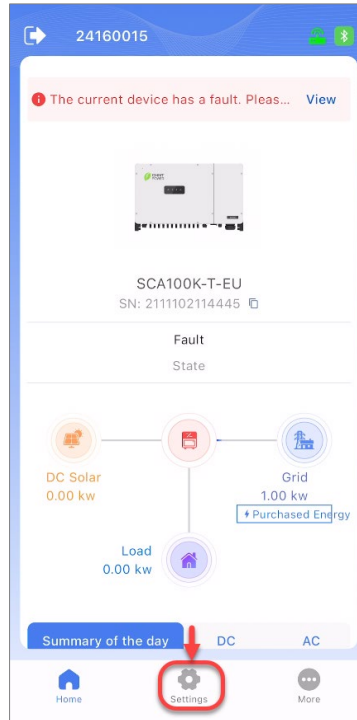 24160015
The current device has a fault. Pleas... View
SCA100K-T-EU
SN: 2111102114445
Fault
State
DC Solar
0.00 kw
Grid
1.00 kw
Purchased Energy
Load
0.00 kw
Summary of the day DC AC
Home Settings More